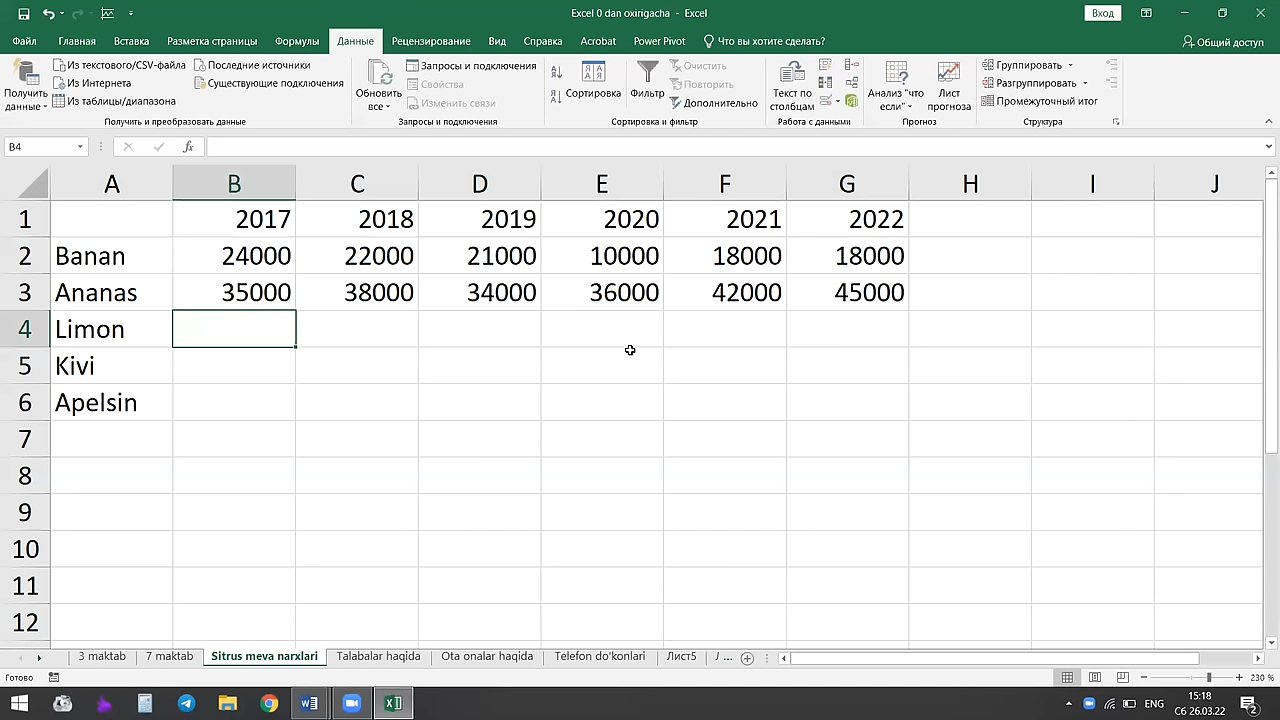 Excel 0 dan oxirigacha - Excel
Вход
Файл Главная Вставка Разметка страницы Формулы Данные Рецензирование Вид Справка Acrobat Power Pivot Что вы хотите сделать? Общий доступ
Получить данные
Из текстового/CSV-файла
Из Интернета
Из таблицы/диапазона
Последние источники
Существующие подключения
Получить и преобразовать данные
Обновить все
Запросы и подключения
Свойства
Изменить связи
Запросы и подключения
Сортировка
Фильтр
Очистить
Повторить
Дополнительно
Сортировка и фильтр
Текст по столбцам
Работа с данными
Анализ "что если"
Лист прогноза
Прогноз
Группировать
Разгруппировать
Промежуточный итог
Структура
B4 fx
A B C D E F G H I J
1 2017 2018 2019 2020 2021 2022
2 Banan 24000 22000 21000 10000 18000 18000
3 Ananas 35000 38000 34000 36000 42000 45000
4 Limon
5 Kivi
6 Apelsin
7
8
9
10
11
12
3 maktab 7 maktab Sitrus meva narxlari Talabalar haqida Ota onalar haqida Telefon do'konlari Лист5 ...
Готово 230 %
ENG 15:18
Сб 26.03.22 2